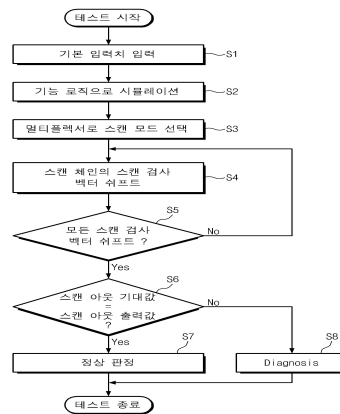 테스트 시작
기본 입력치 입력
S1
기능 로직으로 시뮬레이션
S2
멀티플렉서로 스캔 모드 선택
S3
스캔 체인의 스캔 검사
벡터 쉬프트
S4
S5
모든 스캔 검사
벡터 쉬프트 ?
No
Yes
S6
스캔 아웃 기대값
=
스캔 아웃 출력값
?
No
Yes
S7
정상 판정
S8
Diagnosis
테스트 종료